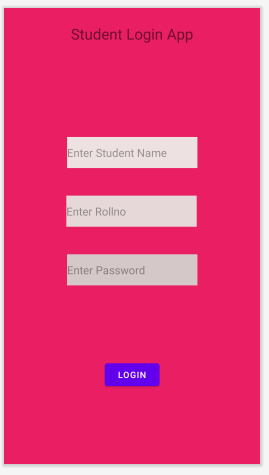 Student Login App
Enter Student Name
Enter Rollno
Enter Password
LOGIN